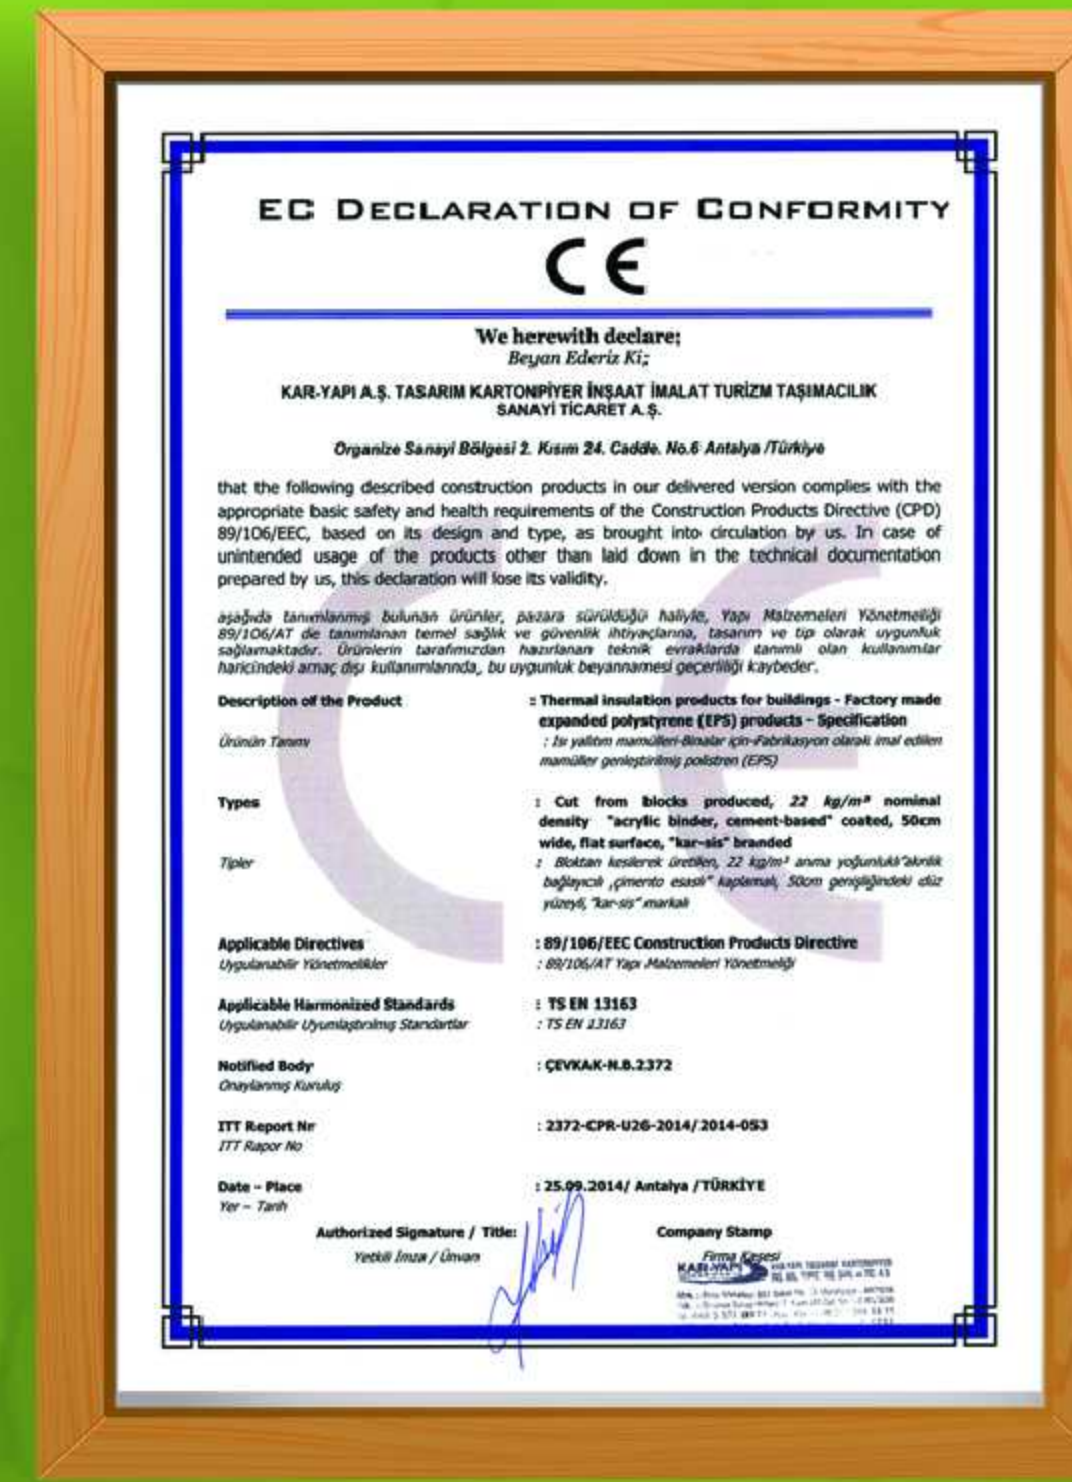 EC DECLARATION OF CONFORMITY
CE
We herewith declare;
Beyan Ederiz Ki;
KAR-YAPI A.Ş. TASARIM KARTONPİYER İNŞAAT İMALAT TURİZM TAŞIMACILIK
SANAYİ TİCARET A.Ş.
Organize Sanayi Bölgesi 2. Kısım 24. Cadde. No.6 Antalya /Türkiye
that the following described construction products in our delivered version complies with the
appropriate basic safety and health requirements of the Construction Products Directive (CPD)
89/106/EEC, based on its design and type, as brought into circulation by us. In case of
unintended usage of the products other than laid down in the technical documentation
prepared by us, this declaration will lose its validity.
aşağıda tanımlanmış bulunan ürünler, pazara sürüldüğü haliyle, Yapı Malzemeleri Yönetmeliği
89/106/AT de tanımlanan temel sağlık ve güvenlik ihtiyaçlarına, tasarım ve tip olarak uygunluk
sağlamaktadır. Ürünlerin tarafımızdan hazırlanan teknik evraklarda tanımlı olan kullanımlar
haricindeki amaç dışı kullanımlarında, bu uygunluk beyannamesi geçerliliği kaybeder.
Description of the Product : Thermal insulation products for buildings - Factory made
expanded polystyrene (EPS) products - Specification
Ürünün Tanımı : Isı yalıtım mamülleri-Binalar için-Fabrikasyon olarak imal edilen
mamüller genleştirilmiş polistren (EPS)
Types : Cut from blocks produced, 22 kg/m³ nominal
density "acrylic binder, cement-based" coated, 50cm
wide, flat surface, "kar-sis" branded
Tipler : Bloktan kesilerek üretilen, 22 kg/m³ anma yoğunluklı"akrilik
bağlayıcılı ,çimento esaslı" kaplamalı, 50cm genişliğindeki düz
yüzeyli, "kar-sis" markalı
Applicable Directives : 89/106/EEC Construction Products Directive
Uygulanabilir Yönetmelikler : 89/106/AT Yapı Malzemeleri Yönetmeliği
Applicable Harmonized Standards : TS EN 13163
Uygulanabilir Uyumlaştırılmış Standartlar : TS EN 13163
Notified Body : ÇEVKAK-N.B.2372
Onaylanmış Kuruluş
ITT Report Nr : 2372-CPR-U26-2014/2014-053
ITT Rapor No
Date – Place : 25.09.2014/ Antalya /TÜRKİYE
Yer – Tarih
Authorized Signature / Title: Company Stamp
Yetkili İmza / Ünvan Firma Kaşesi
KAR-YAPI